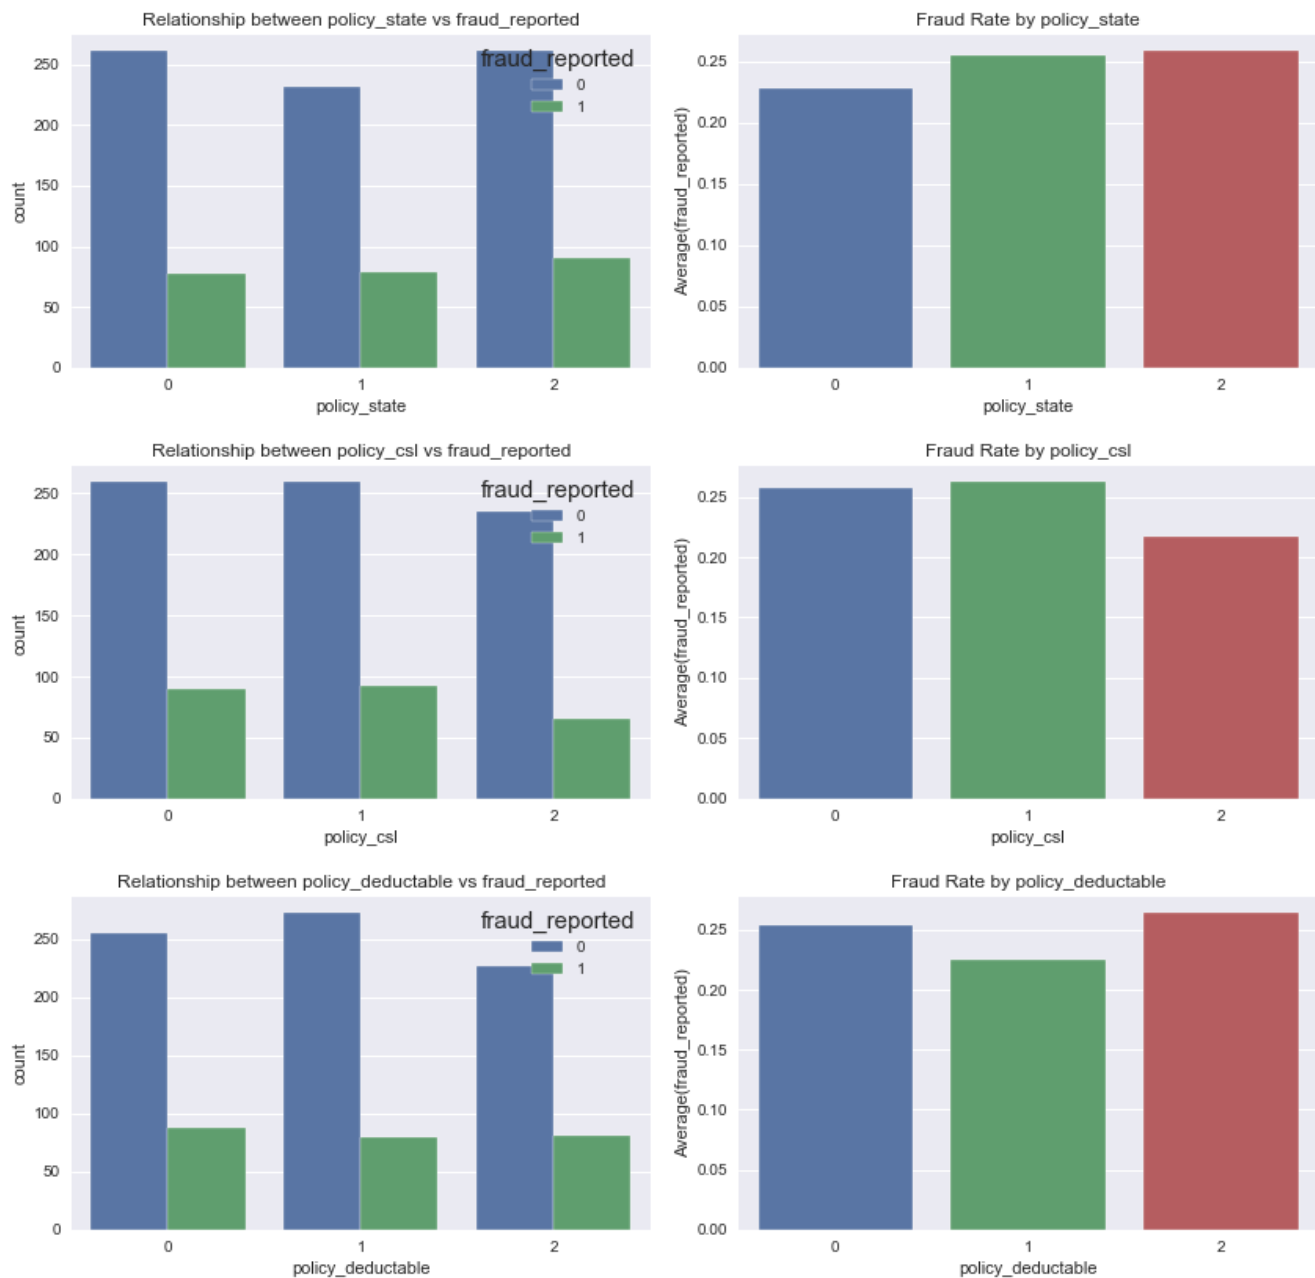 Relationship between policy_state vs fraud_reported
fraud_reported
0
1
250
200
150
100
50
0
count
0 1 2
policy_state
Fraud Rate by policy_state
0.25
0.20
0.15
0.10
0.05
0.00
Average(fraud_reported)
0 1 2
policy_state
Relationship between policy_csl vs fraud_reported
fraud_reported
0
1
250
200
150
100
50
0
count
0 1 2
policy_csl
Fraud Rate by policy_csl
0.25
0.20
0.15
0.10
0.05
0.00
Average(fraud_reported)
0 1 2
policy_csl
Relationship between policy_deductable vs fraud_reported
fraud_reported
0
1
250
200
150
100
50
0
count
0 1 2
policy_deductable
Fraud Rate by policy_deductable
0.25
0.20
0.15
0.10
0.05
0.00
Average(fraud_reported)
0 1 2
policy_deductable